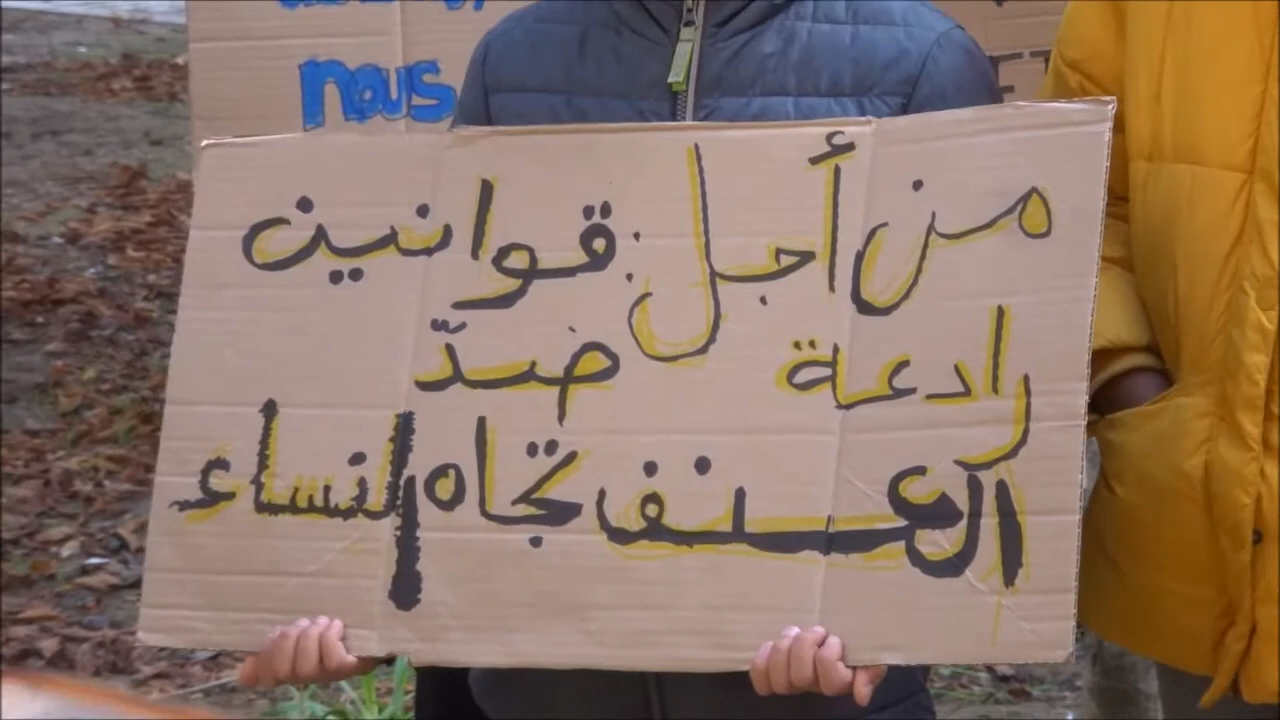 nous
من أجل قوانين
رادعة ضدّ
العنف تجاه النساء